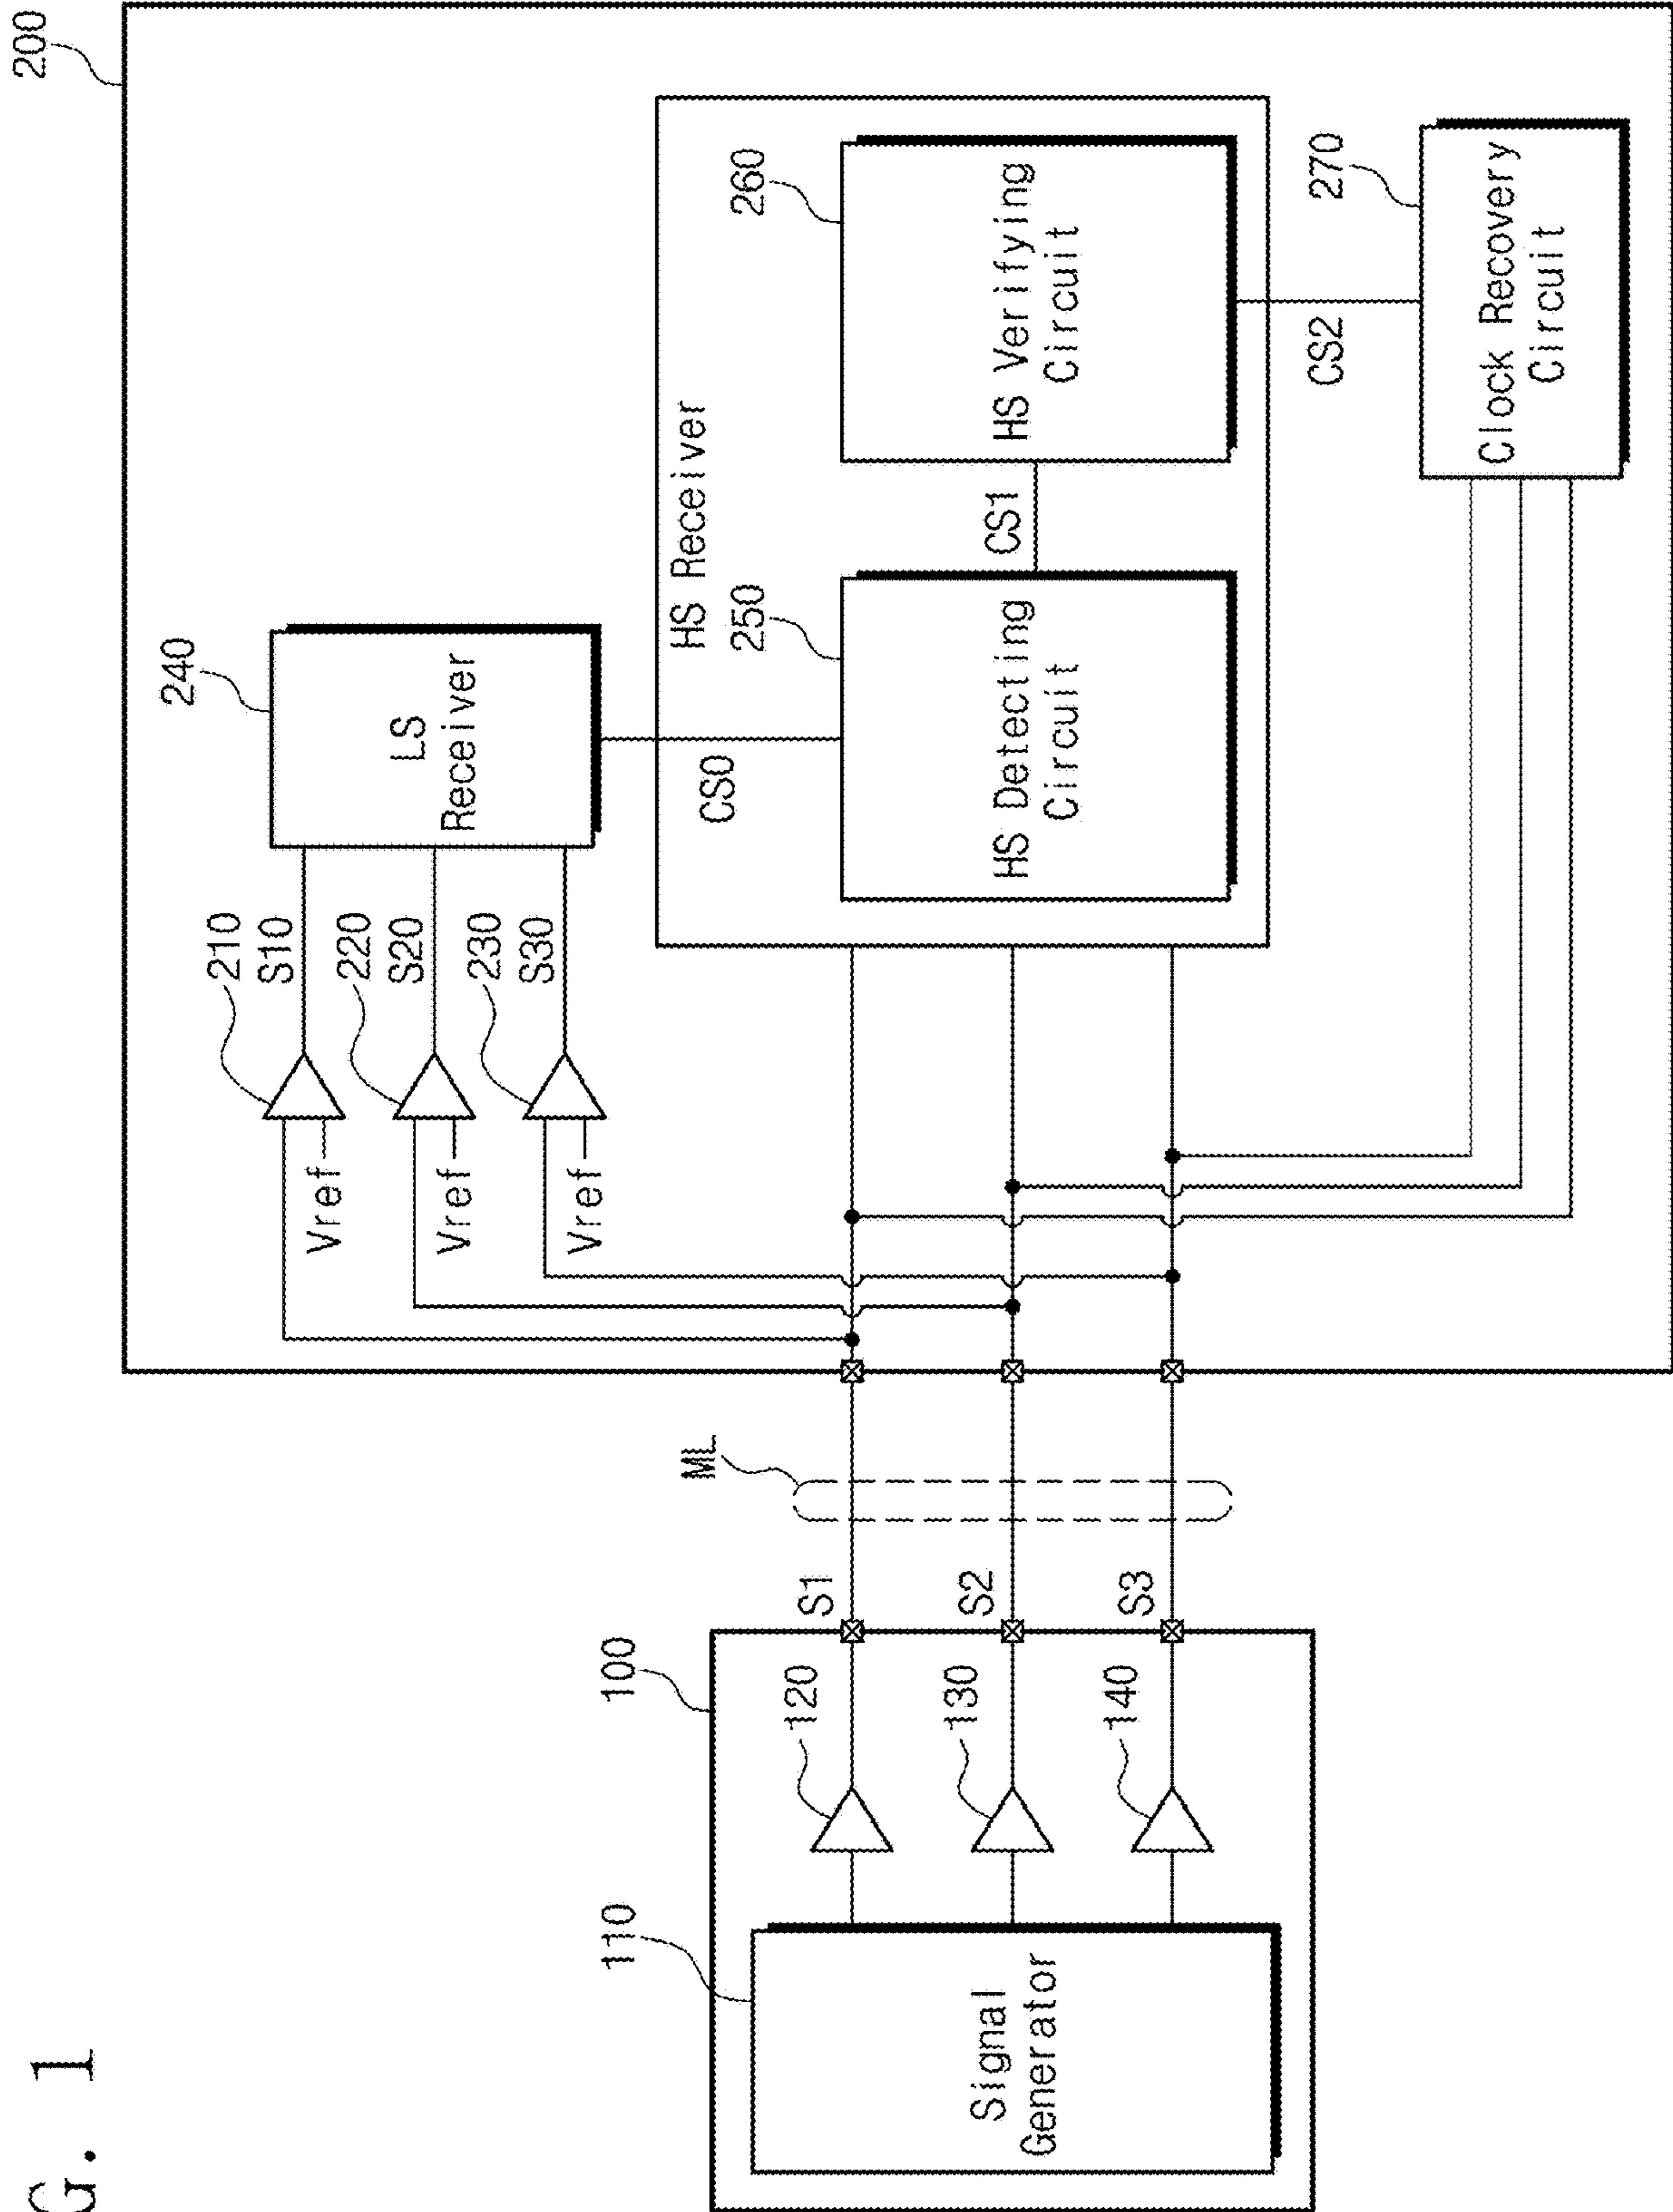 G. 1
100
110
Signal
Generator
120
130
140
S1
S2
S3
ML
200
210
S10
220
S20
230
S30
Vref
Vref
Vref
240
LS
Receiver
CS0
HS Receiver
250
HS Detecting
Circuit
CS1
260
HS Verifying
Circuit
CS2
270
Clock Recovery
Circuit